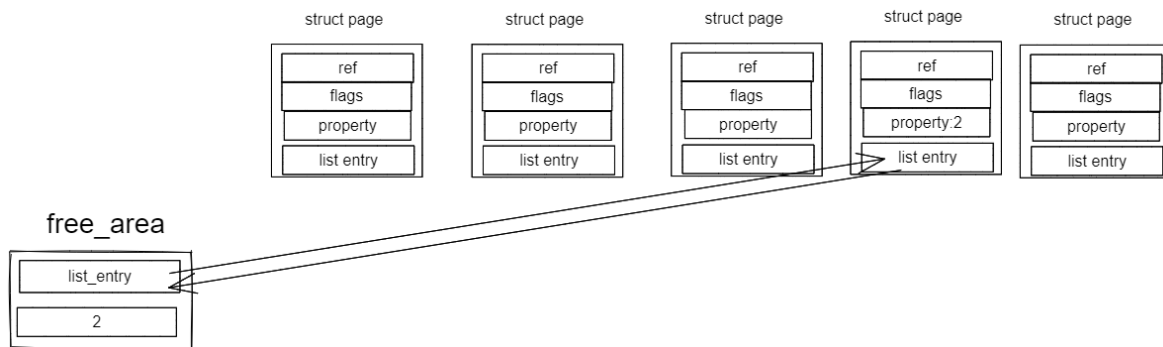 struct page struct page struct page struct page struct page
ref ref ref ref ref
flags flags flags flags flags
property property property property:2 property
list entry list entry list entry list entry list entry
free_area
list_entry
2